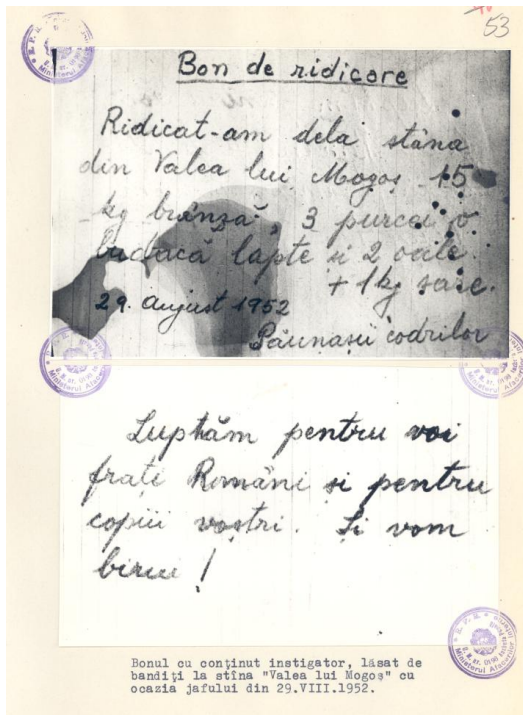 53
Bon de ridicare
Ridicat-am dela stâna
din Valea lui Mogoș 15
kg brânză, 3 purcei, o
budacă lapte și 2 oaile
+ 1 kg sare.
29. august 1952
Păunașii codrilor
Luptăm pentru voi
frați Români și pentru
copiii voștri. Și vom
birui!
Bonul cu conținut instigator, lăsat de
bandiți la stîna "Valea lui Mogoș" cu
ocazia jafului din 29.VIII.1952.